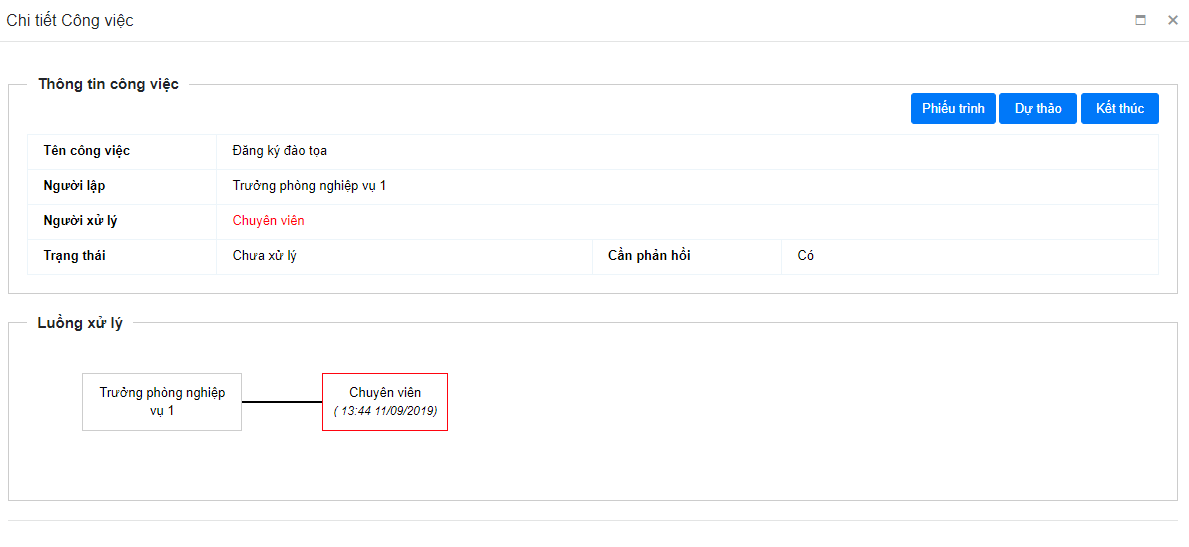 Chi tiết Công việc
Thông tin công việc
Phiếu trình Dự thảo Kết thúc
Tên công việc Đăng ký đào tọa
Người lập Trưởng phòng nghiệp vụ 1
Người xử lý Chuyên viên
Trạng thái Chưa xử lý Cần phản hồi Có
Luồng xử lý
Trưởng phòng nghiệp
vụ 1
Chuyên viên
( 13:44 11/09/2019)